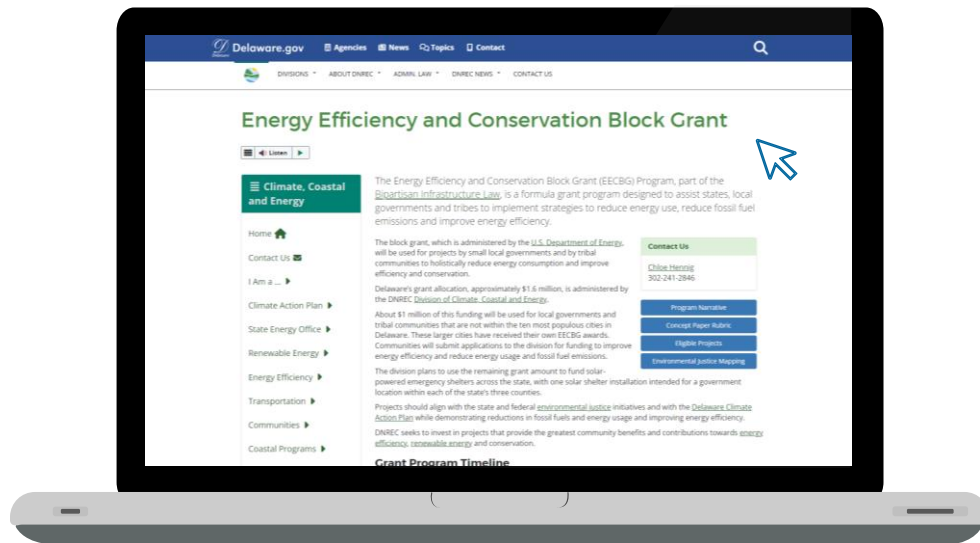 Delaware.gov Agencies News Topics Contact
DIVISIONS ABOUT DNREC ADMIN. LAW DNREC NEWS CONTACT US
Energy Efficiency and Conservation Block Grant
Listen
Climate, Coastal
and Energy
Home
Contact Us
I Am a ...
Climate Action Plan
State Energy Office
Renewable Energy
Energy Efficiency
Transportation
Communities
Coastal Programs
The Energy Efficiency and Conservation Block Grant (EECBG) Program, part of the
Bipartisan Infrastructure Law, is a formula grant program designed to assist states, local
governments and tribes to implement strategies to reduce energy use, reduce fossil fuel
emissions and improve energy efficiency.
The block grant, which is administered by the U.S. Department of Energy,
will be used for projects by small local governments and by tribal
communities to holistically reduce energy consumption and improve
efficiency and conservation.
Delaware's grant allocation, approximately $1.6 million, is administered by
the DNREC Division of Climate, Coastal and Energy.
About $1 million of this funding will be used for local governments and
tribal communities that are not within the ten most populous cities in
Delaware. These larger cities have received their own EECBG awards.
Communities will submit applications to the division for funding to improve
energy efficiency and reduce energy usage and fossil fuel emissions.
The division plans to use the remaining grant amount to fund solar-
powered emergency shelters across the state, with one solar shelter installation intended for a government
location within each of the state's three counties.
Projects should align with the state and federal environmental justice initiatives and with the Delaware Climate
Action Plan while demonstrating reductions in fossil fuels and energy usage and improving energy efficiency.
DNREC seeks to invest in projects that provide the greatest community benefits and contributions towards energy
efficiency, renewable energy and conservation.
Grant Program Timeline
Contact Us
Chloe Hennig
302-241-2846
Program Narrative
Concept Paper Rubric
Eligible Projects
Environmental Justice Mapping